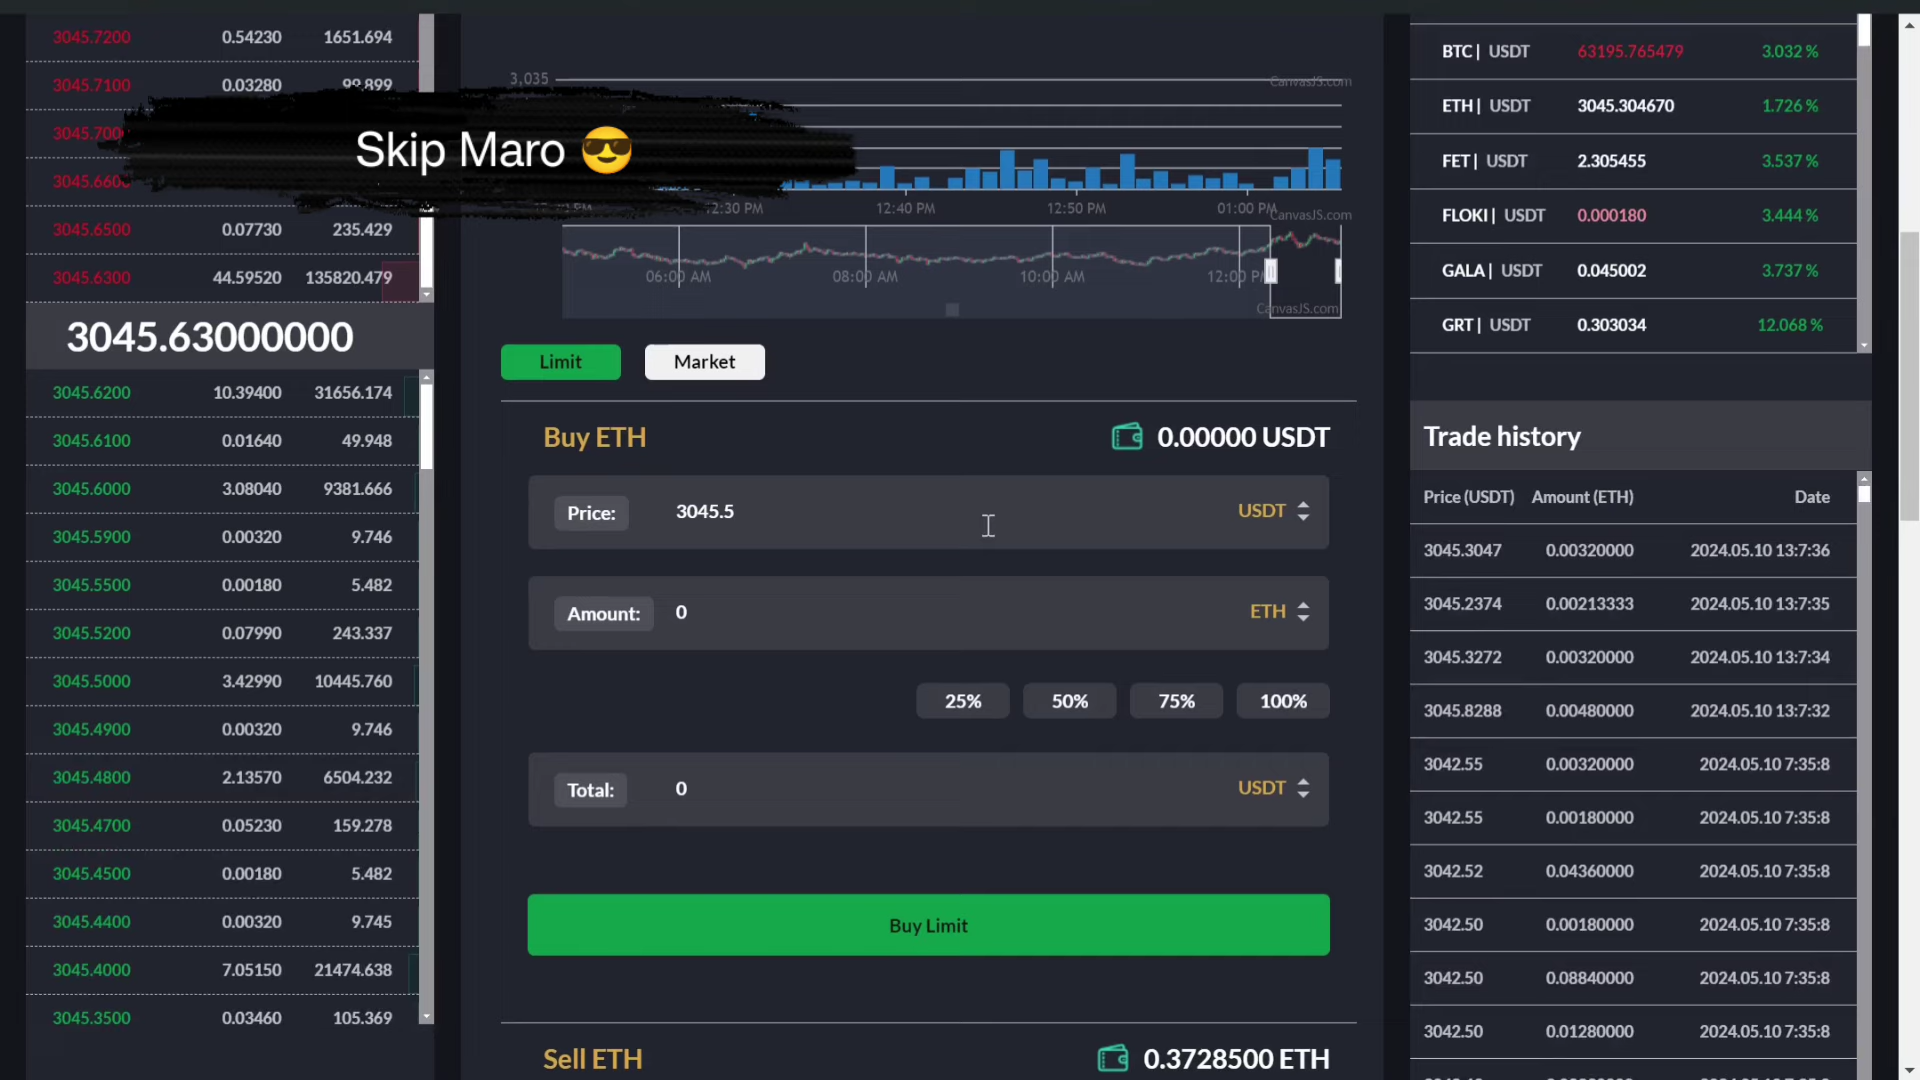 3045.7200 0.54230 1651.694
3045.7100 0.03280 99.899
3045.7000
3045.6600
3045.6500 0.07730 235.429
3045.6300 44.59520 135820.479
3045.63000000
3045.6200 10.39400 31656.174
3045.6100 0.01640 49.948
3045.6000 3.08040 9381.666
3045.5900 0.00320 9.746
3045.5500 0.00180 5.482
3045.5200 0.07990 243.337
3045.5000 3.42990 10445.760
3045.4900 0.00320 9.746
3045.4800 2.13570 6504.232
3045.4700 0.05230 159.278
3045.4500 0.00180 5.482
3045.4400 0.00320 9.745
3045.4000 7.05150 21474.638
3045.3500 0.03460 105.369
Skip Maro 😎
3,035
CanvasJS.com
12:30 PM 12:40 PM 12:50 PM 01:00 PM
CanvasJS.com
06:00 AM 08:00 AM 10:00 AM 12:00 PM
CanvasJS.com
Limit Market
Buy ETH 0.00000 USDT
Price: 3045.5 USDT
Amount: 0 ETH
25% 50% 75% 100%
Total: 0 USDT
Buy Limit
Sell ETH 0.3728500 ETH
BTC | USDT 63195.765479 3.032 %
ETH | USDT 3045.304670 1.726 %
FET | USDT 2.305455 3.537 %
FLOKI | USDT 0.000180 3.444 %
GALA | USDT 0.045002 3.737 %
GRT | USDT 0.303034 12.068 %
Trade history
Price (USDT) Amount (ETH) Date
3045.3047 0.00320000 2024.05.10 13:7:36
3045.2374 0.00213333 2024.05.10 13:7:35
3045.3272 0.00320000 2024.05.10 13:7:34
3045.8288 0.00480000 2024.05.10 13:7:32
3042.55 0.00320000 2024.05.10 7:35:8
3042.55 0.00180000 2024.05.10 7:35:8
3042.52 0.04360000 2024.05.10 7:35:8
3042.50 0.00180000 2024.05.10 7:35:8
3042.50 0.08840000 2024.05.10 7:35:8
3042.50 0.01280000 2024.05.10 7:35:8